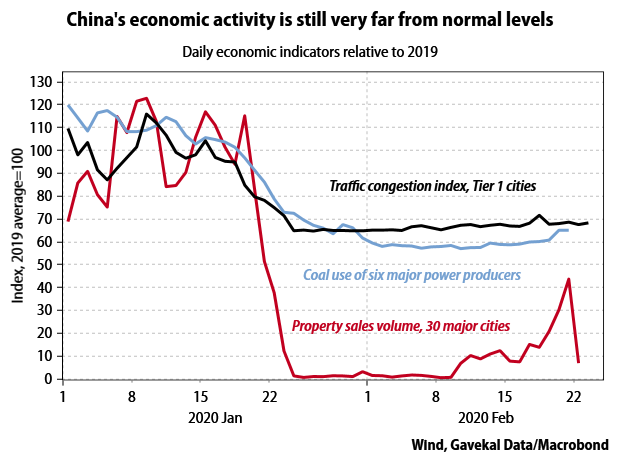 China's economic activity is still very far from normal levels
Daily economic indicators relative to 2019
Index, 2019 average=100
130
120
110
100
90
80
70
60
50
40
30
20
10
0
Traffic congestion index, Tier 1 cities
Coal use of six major power producers
Property sales volume, 30 major cities
1 8 15 22 1 8 15 22
2020 Jan 2020 Feb
Wind, Gavekal Data/Macrobond